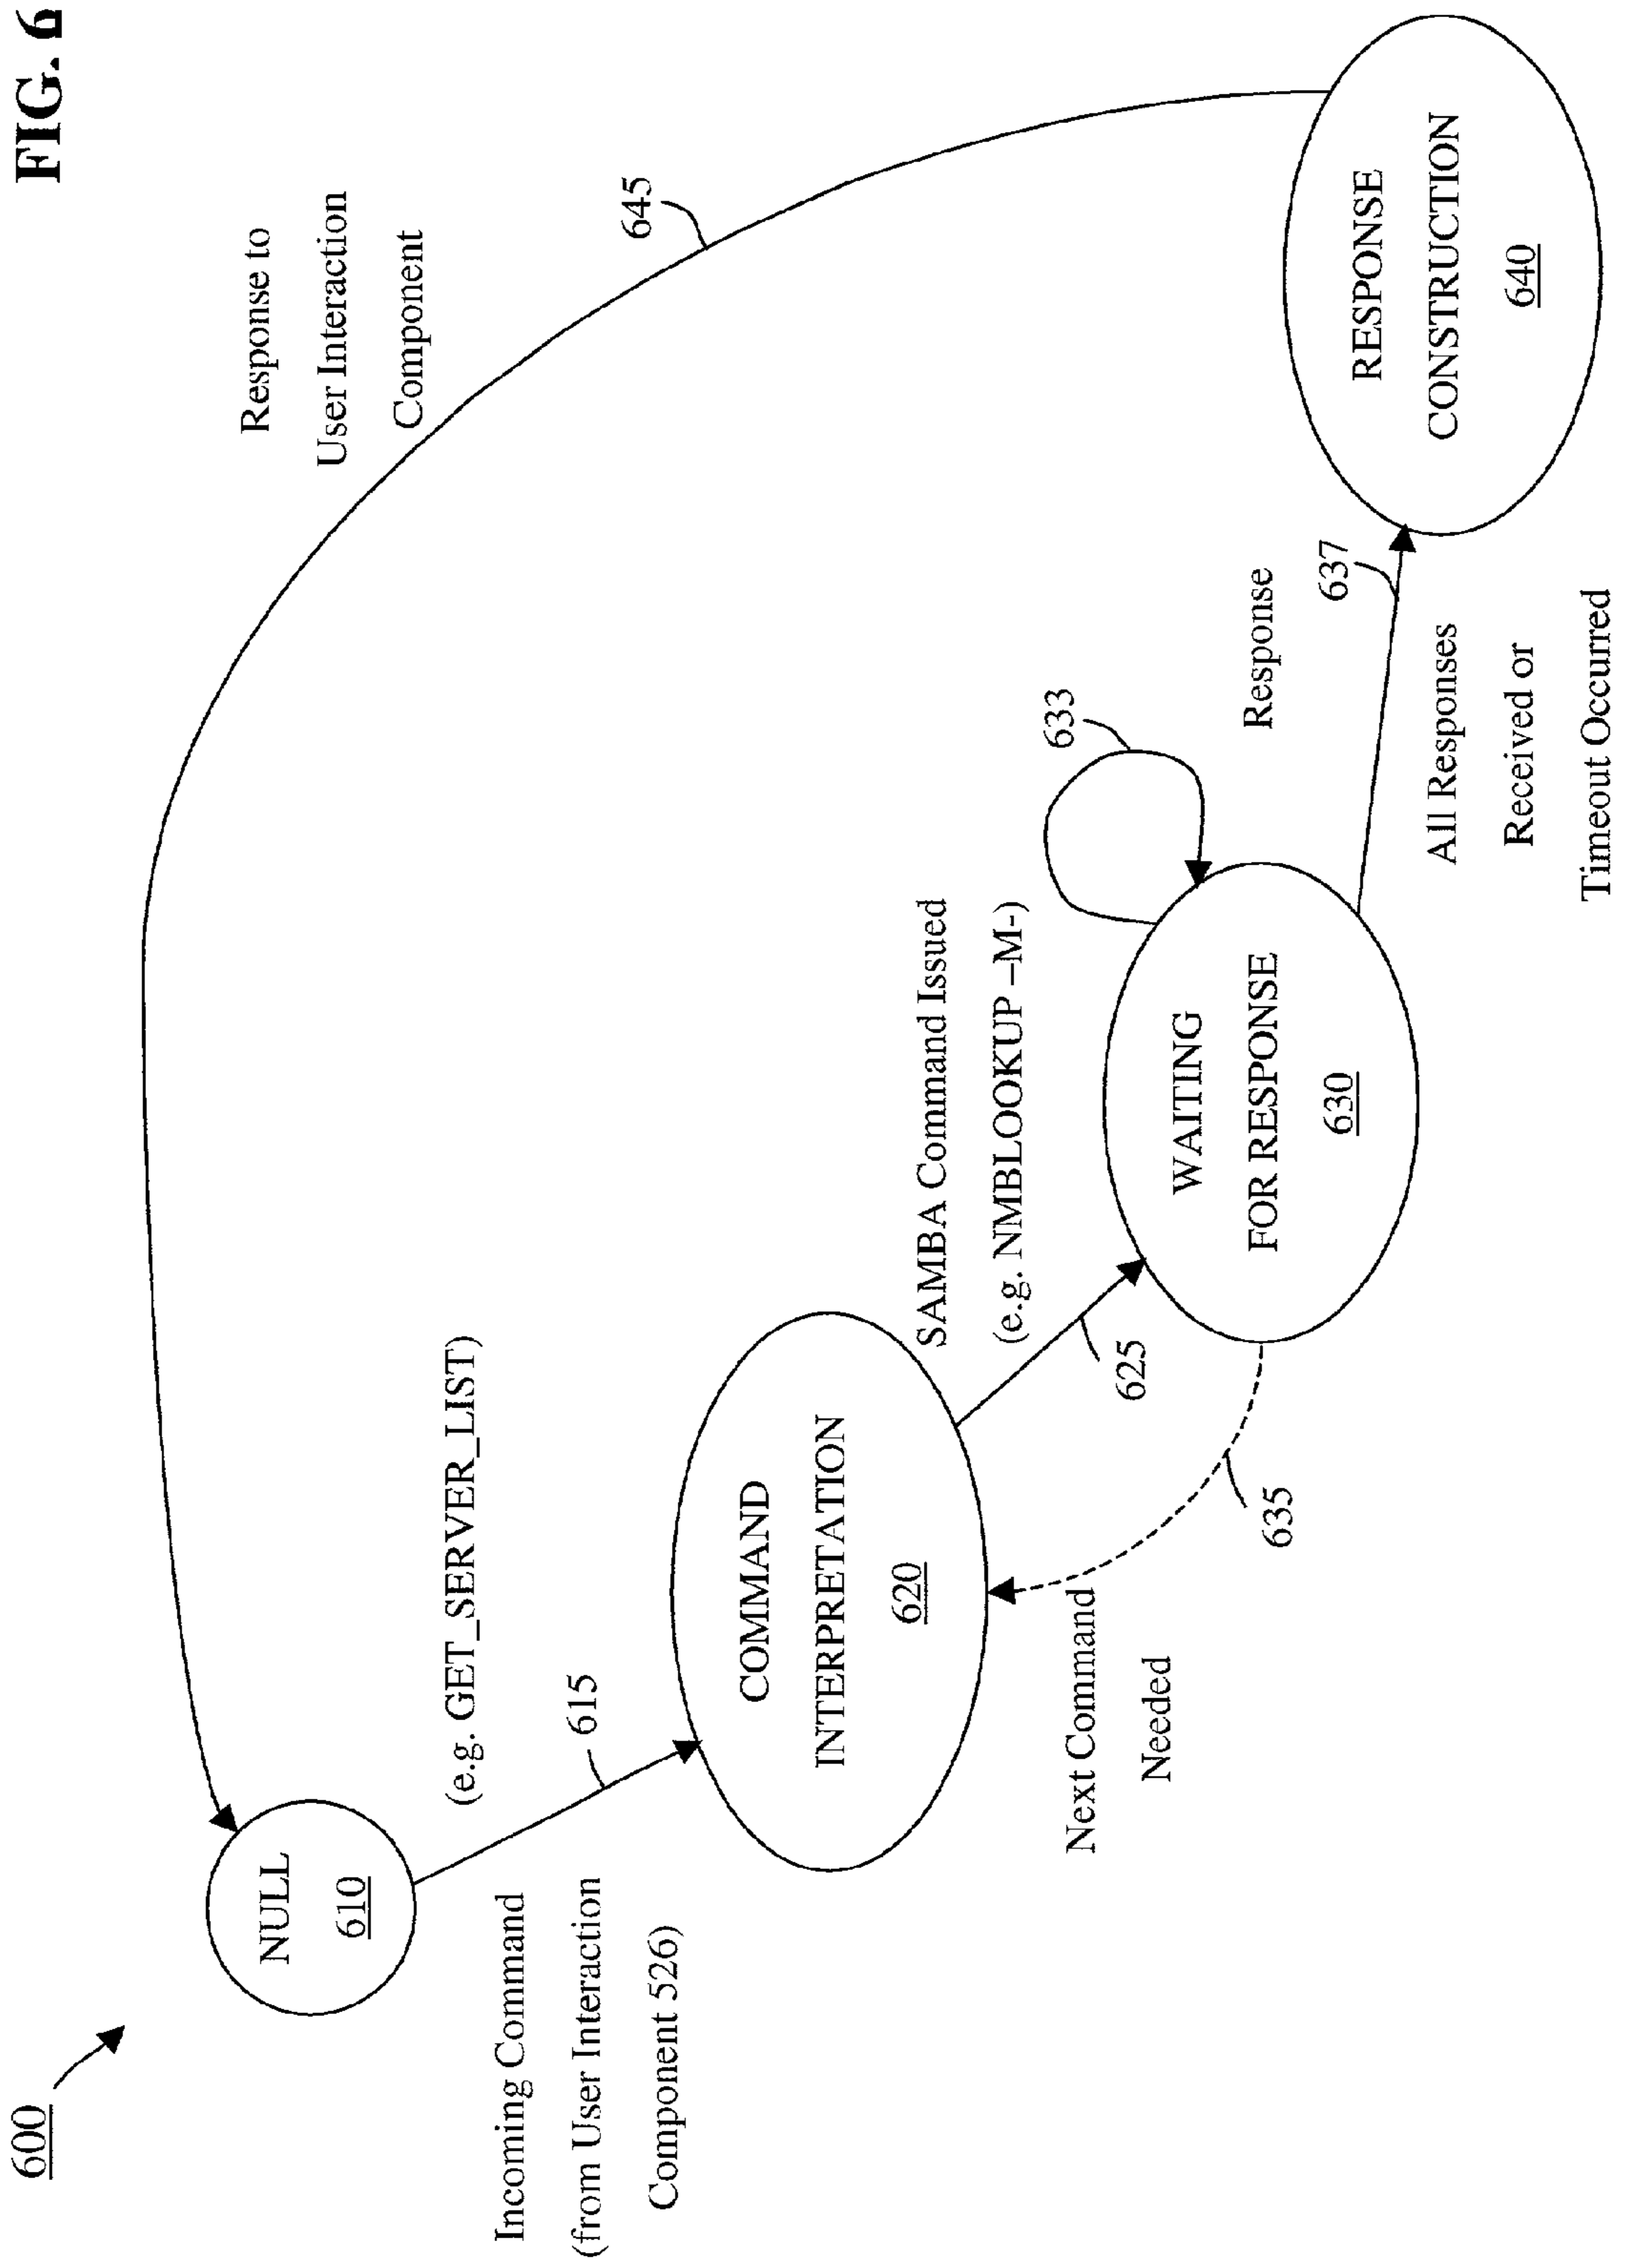 FIG. 6
600
Response to
User Interaction
Component
645
NULL
610
(e.g. GET_SERVER_LIST)
615
Incoming Command
(from User Interaction
Component 526)
COMMAND
INTERPRETATION
620
SAMBA Command Issued
(e.g. NMBLOOKUP –M-)
625
633
Response
637
WAITING
FOR RESPONSE
630
635
Next Command
Needed
All Responses
Received or
Timeout Occurred
RESPONSE
CONSTRUCTION
640